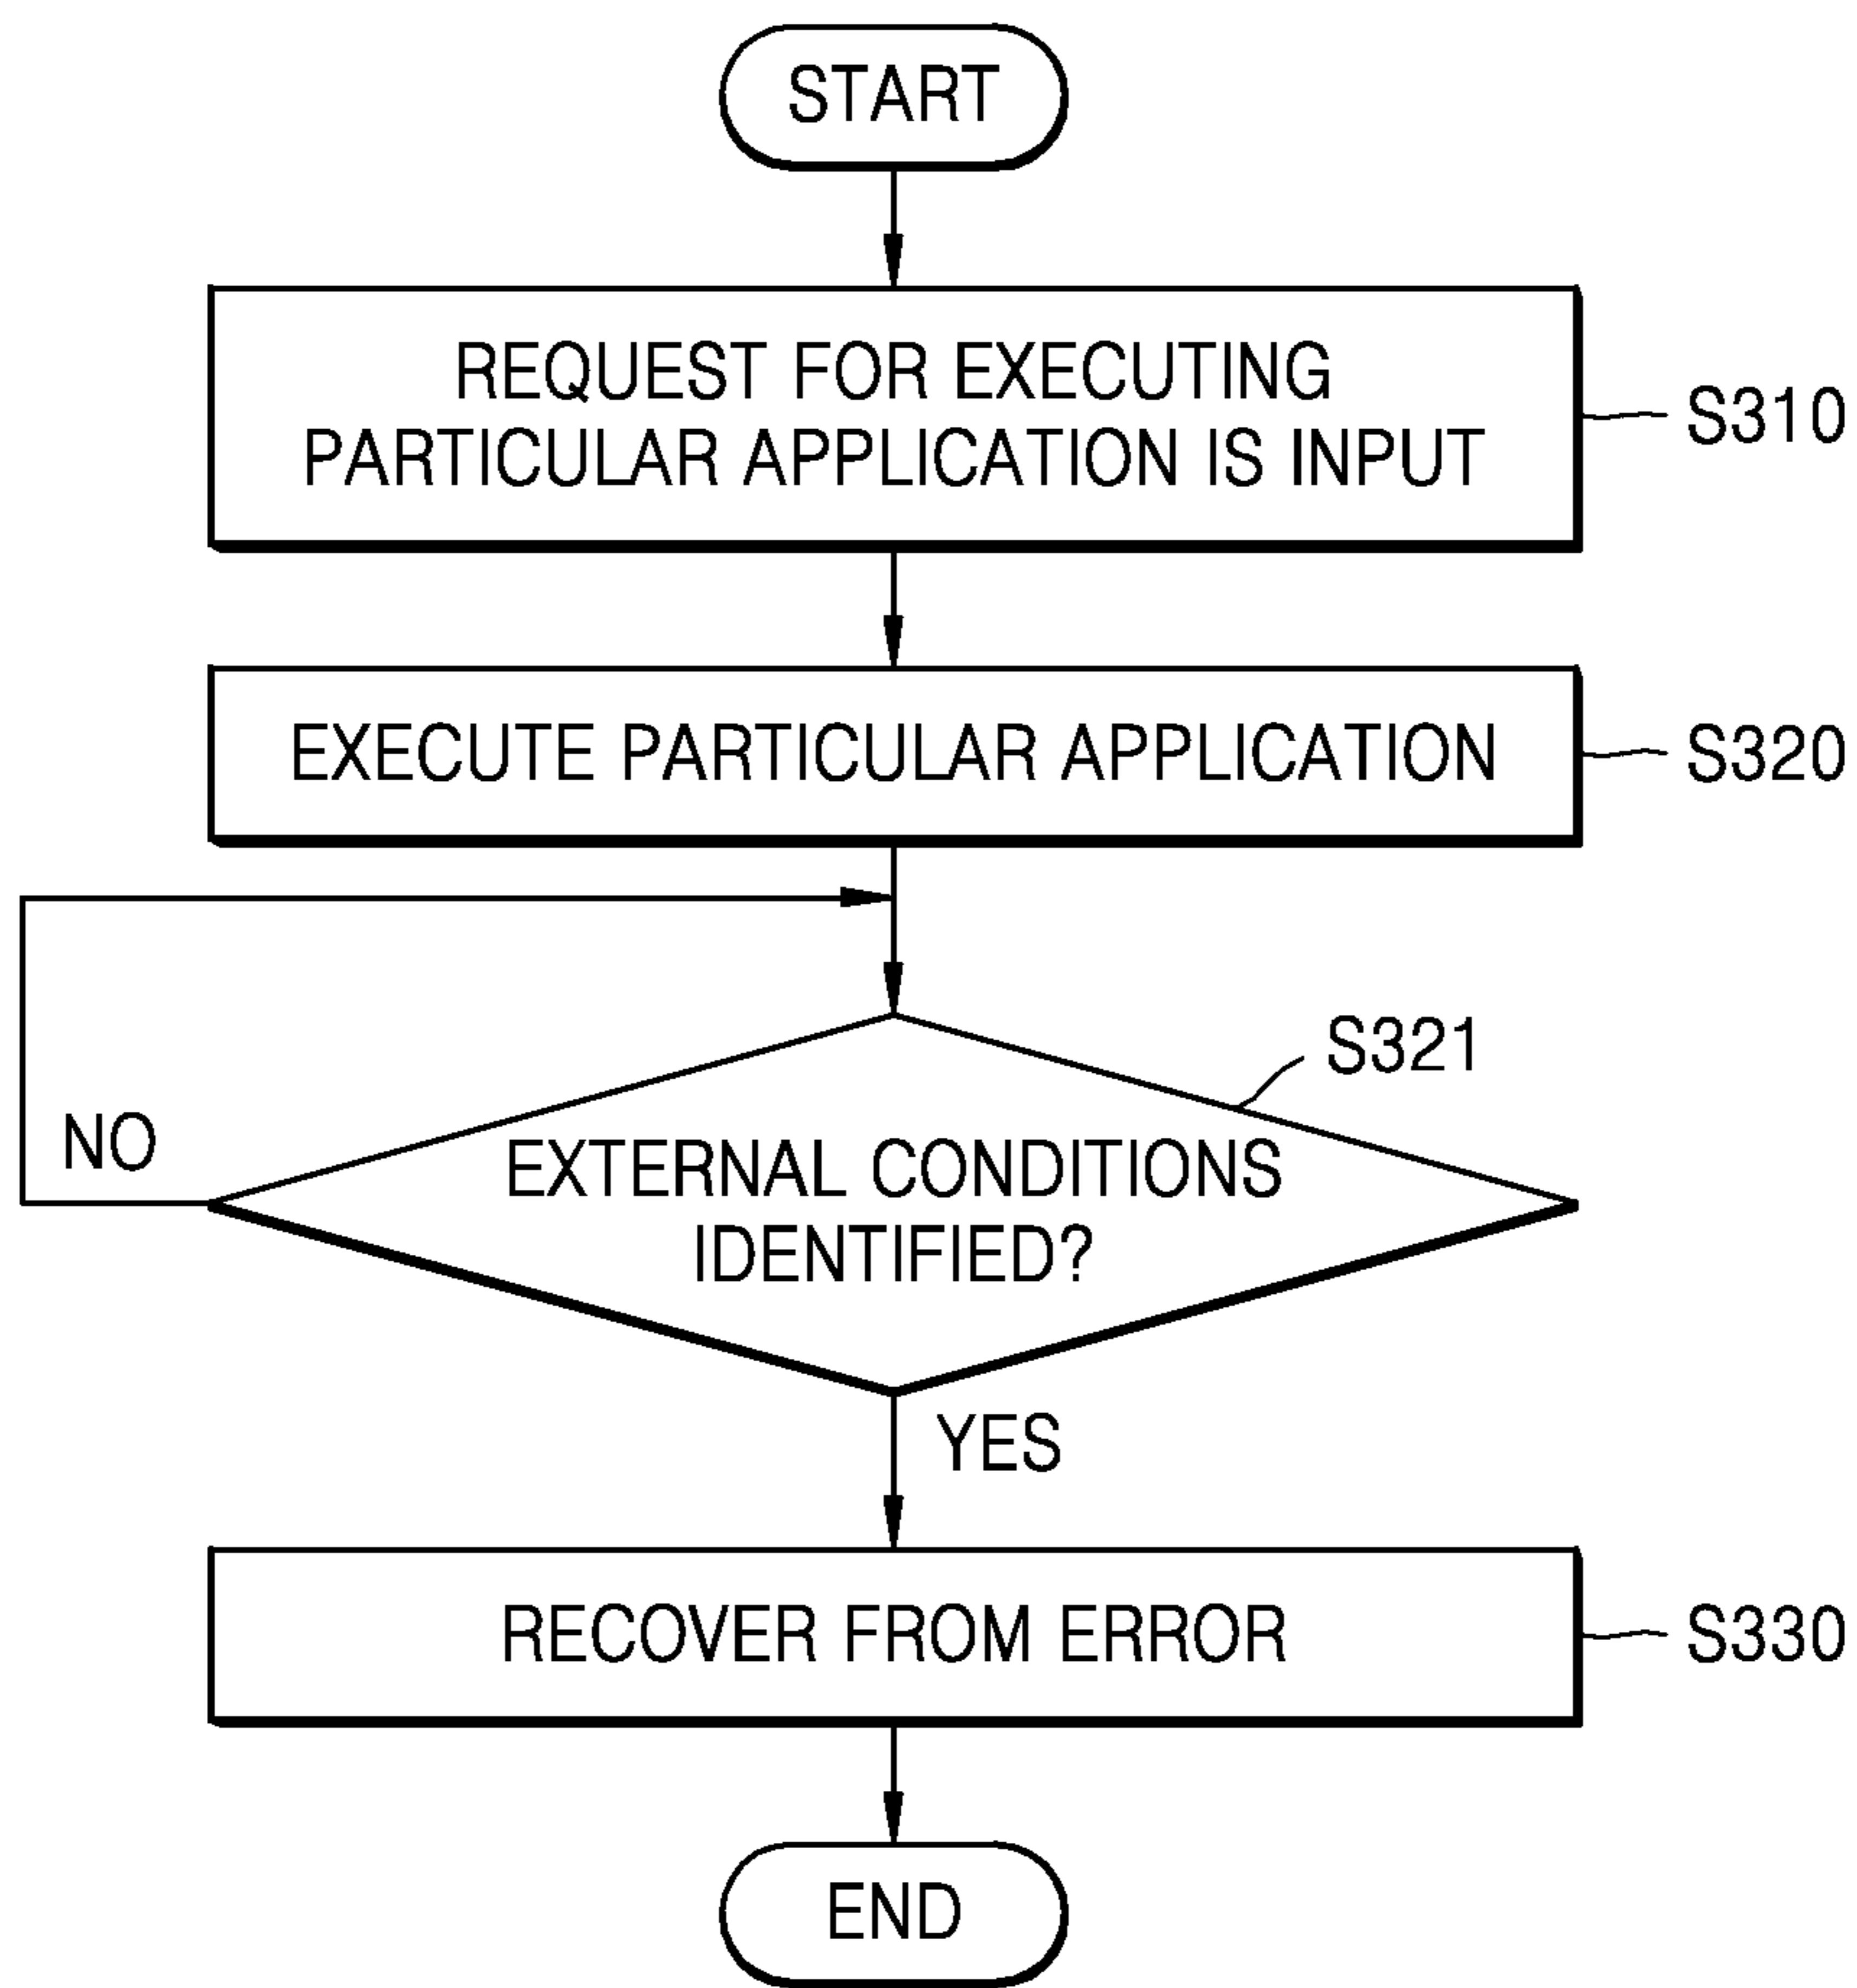 START
REQUEST FOR EXECUTING
PARTICULAR APPLICATION IS INPUT
S310
EXECUTE PARTICULAR APPLICATION
S320
S321
NO
EXTERNAL CONDITIONS
IDENTIFIED?
YES
RECOVER FROM ERROR
S330
END